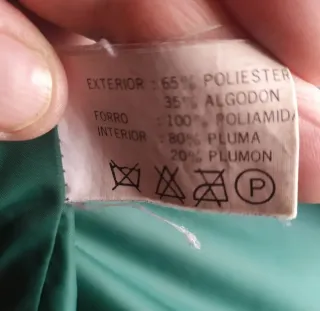 EXTERIOR : 65% POLIESTER
35% ALGODON
FORRO : 100% POLIAMIDA
INTERIOR : 80% PLUMA
20% PLUMON
P